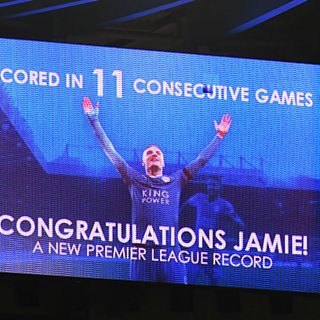 CORED IN 11 CONSECUTIVE GAMES
KING
POWER
CONGRATULATIONS JAMIE!
A NEW PREMIER LEAGUE RECORD